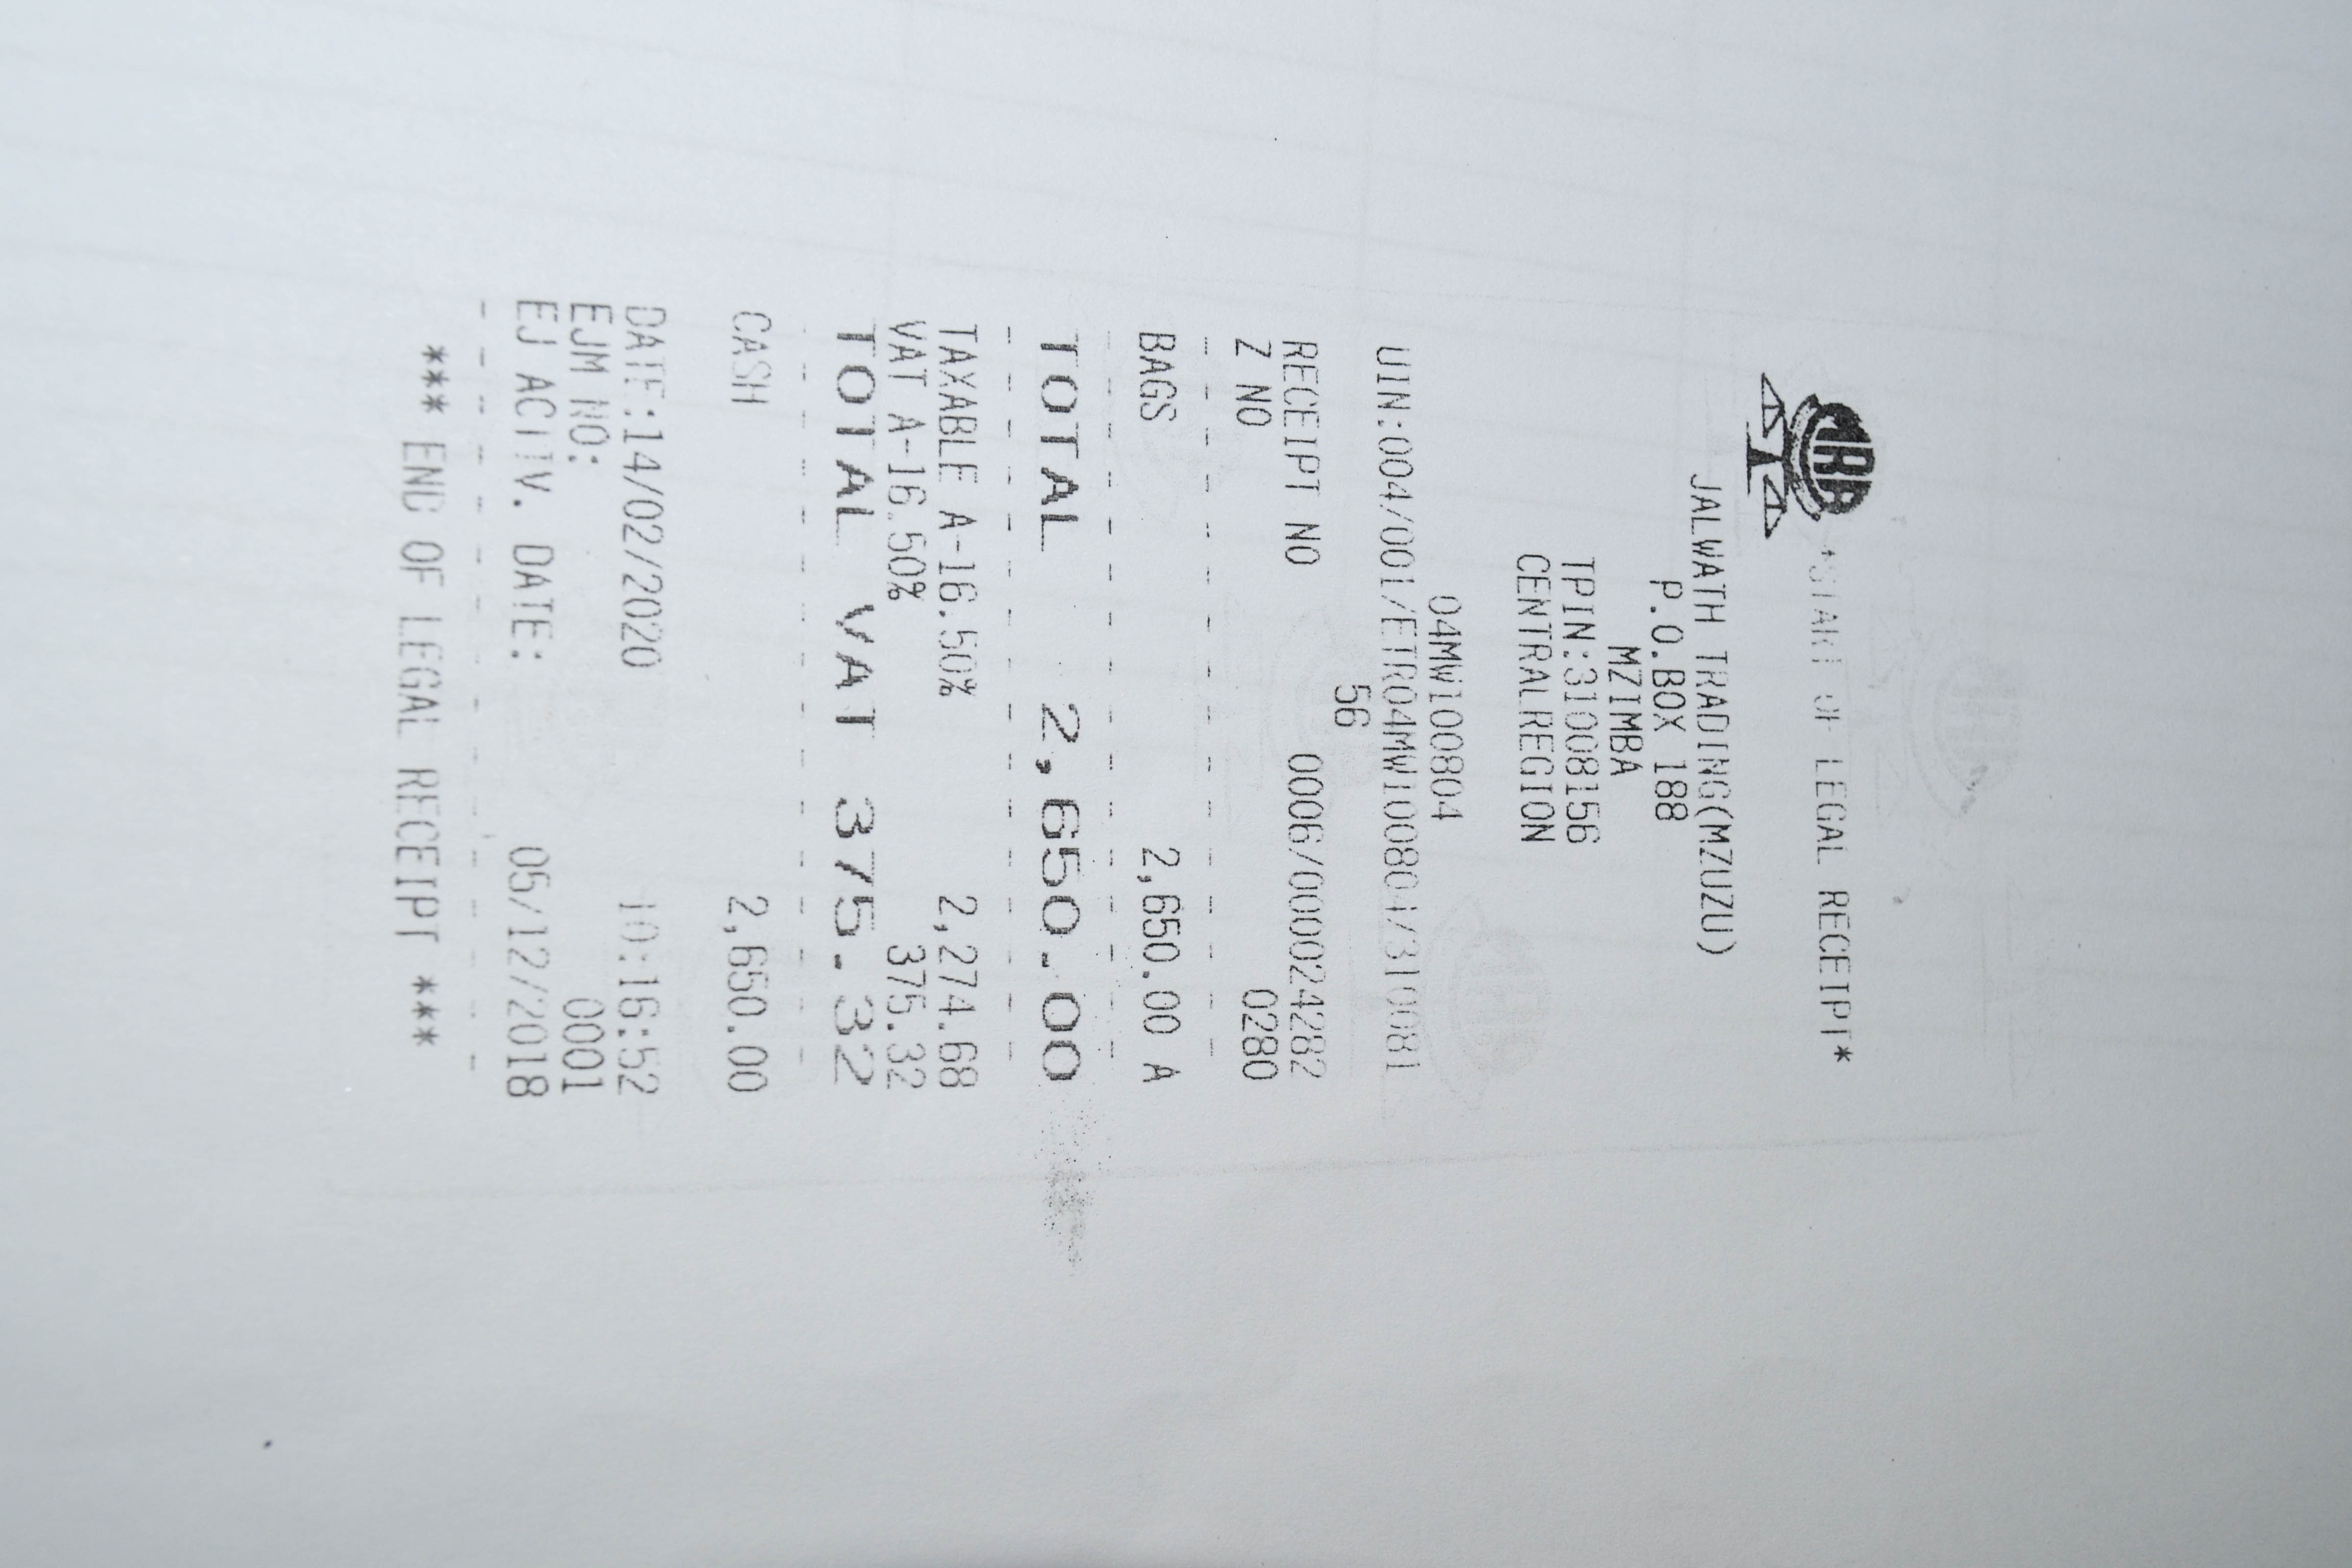 *START OF LEGAL RECEIPT*
JALWATH TRADING(MZUZU)
P.O.BOX 188
MZIMBA
TPIN:31008156
CENTRALREGION
04MW100804
UIN:004/001/ETR04MW100804/310081
56
RECEIPT NO 0006/0000024282
Z NO 0280
BAGS 2,650.00 A
TOTAL 2,650.00
TAXABLE A-16.50% 2,274.68
VAT A-16.50% 375.32
TOTAL VAT 375.32
CASH 2,650.00
DATE:14/02/2020 10:16:52
EJM NO: 0001
EJ ACTIV. DATE: 05/12/2018
*** END OF LEGAL RECEIPT ***